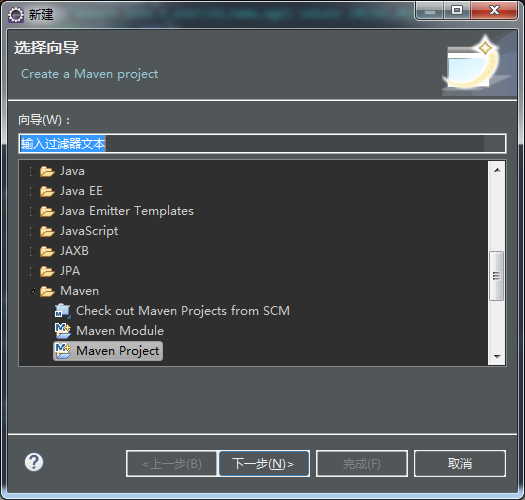 新建
选择向导
Create a Maven project
向导(W)：
输入过滤器文本
Java
Java EE
Java Emitter Templates
JavaScript
JAXB
JPA
Maven
Check out Maven Projects from SCM
Maven Module
Maven Project
<上一步(B) 下一步(N)> 完成(F) 取消